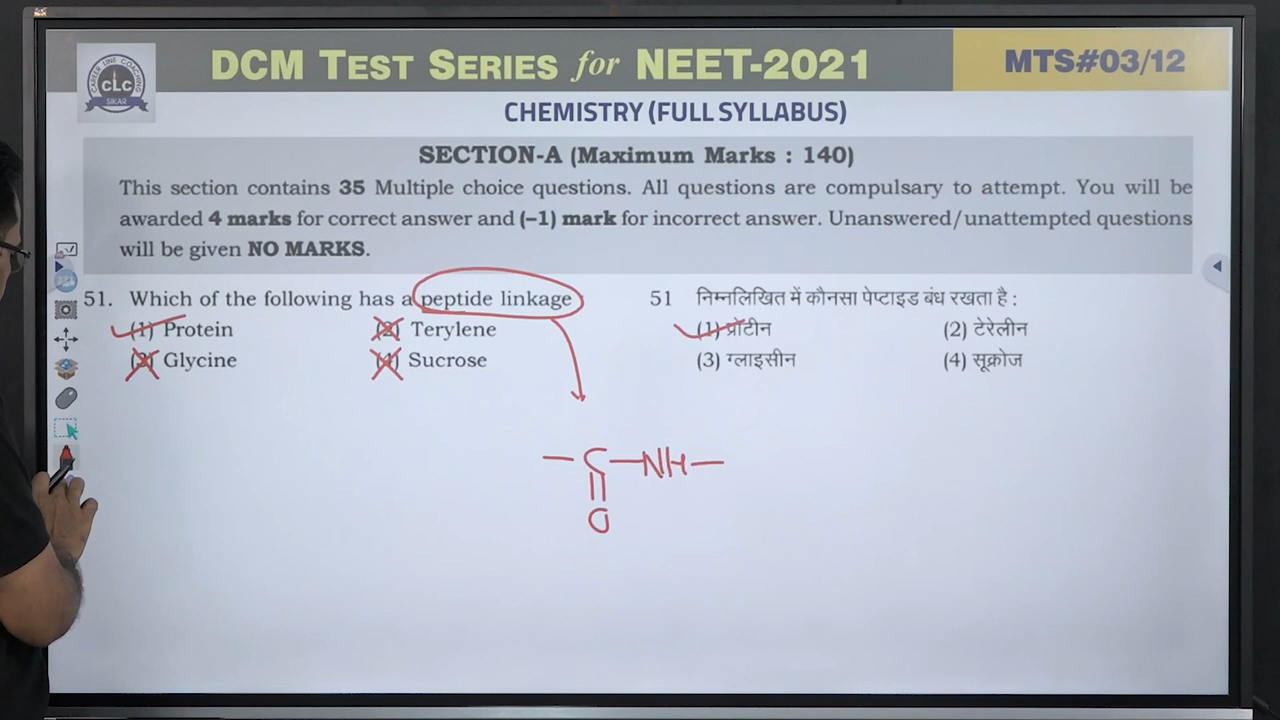 DCM TEST SERIES for NEET-2021
MTS#03/12
CAREER LINE COACHING
CLC
SIKAR
CHEMISTRY (FULL SYLLABUS)
SECTION-A (Maximum Marks : 140)
This section contains 35 Multiple choice questions. All questions are compulsary to attempt. You will be
awarded 4 marks for correct answer and (–1) mark for incorrect answer. Unanswered/unattempted questions
will be given NO MARKS.
51. Which of the following has a peptide linkage
(1) Protein (2) Terylene
(3) Glycine (4) Sucrose
51 निम्नलिखित में कौनसा पेप्टाइड बंध रखता है :
(1) प्रोटीन (2) टेरेलीन
(3) ग्लाइसीन (4) सूक्रोज
– C – NH –
O